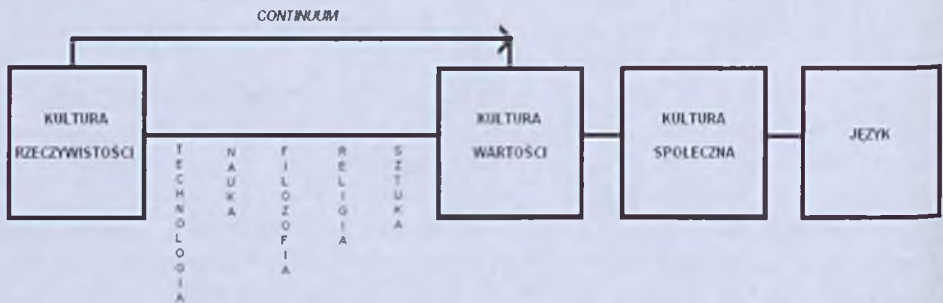 CONTINUUM
KULTURA
RZECZYWISTOŚCI
TECHNOLOGIA
NAUKA
FILOZOFIA
RELIGIA
SZTUKA
KULTURA
WARTOŚCI
KULTURA
SPOŁECZNA
JĘZYK